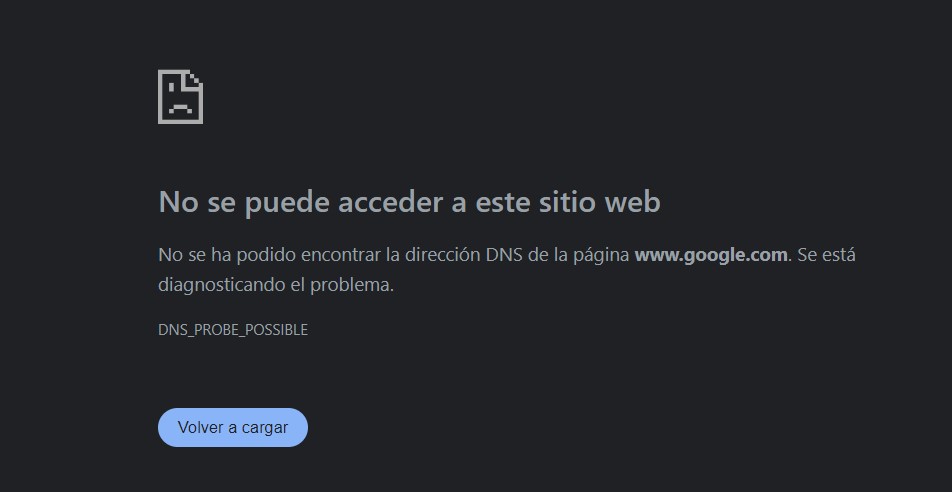 No se puede acceder a este sitio web
No se ha podido encontrar la dirección DNS de la página www.google.com. Se está
diagnosticando el problema.
DNS_PROBE_POSSIBLE
Volver a cargar